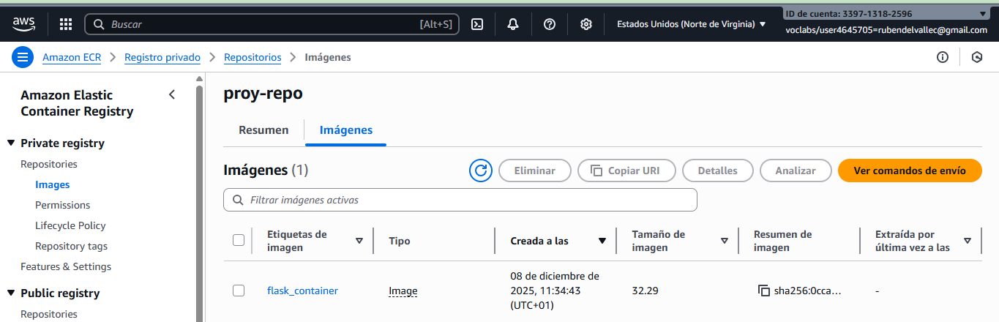 aws
Buscar
[Alt+S]
Estados Unidos (Norte de Virginia)
ID de cuenta: 3397-1318-2596
voclabs/user4645705=rubendelvallec@gmail.com
Amazon ECR
Registro privado
Repositorios
Imágenes
Amazon Elastic
Container Registry
Private registry
Repositories
Images
Permissions
Lifecycle Policy
Repository tags
Features & Settings
Public registry
Repositories
proy-repo
Resumen
Imágenes
Imágenes (1)
Eliminar
Copiar URI
Detalles
Analizar
Ver comandos de envío
Filtrar imágenes activas
Etiquetas de
imagen
Tipo
Creada a las
Tamaño de
imagen
Resumen de
imagen
Extraída por
última vez a las
flask_container
Image
08 de diciembre de
2025, 11:34:43
(UTC+01)
32.29
sha256:0cca...
-